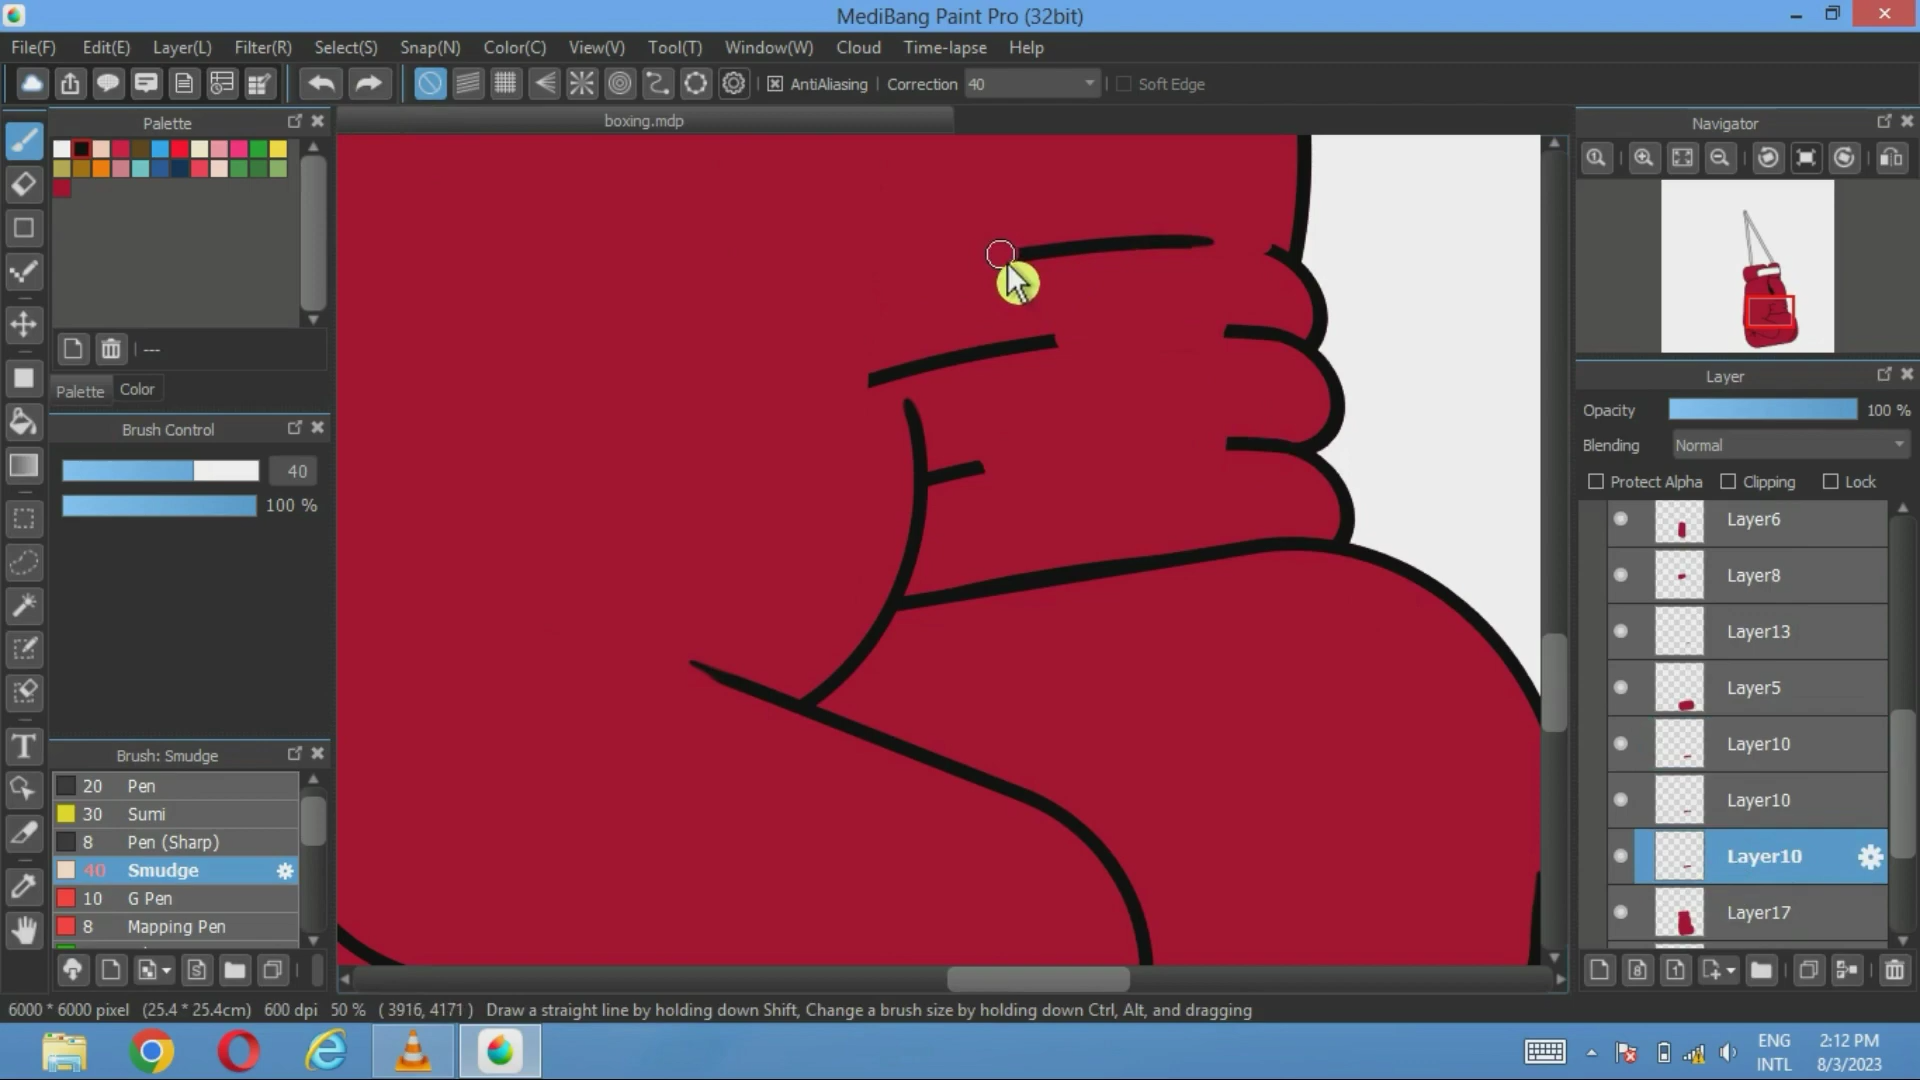 MediBang Paint Pro (32bit)
File(F) Edit(E) Layer(L) Filter(R) Select(S) Snap(N) Color(C) View(V) Tool(T) Window(W) Cloud Time-lapse Help
AntiAliasing Correction 40 Soft Edge
Palette
boxing.mdp
Navigator
---
Palette Color
Brush Control
40
100 %
Layer
Opacity 100 %
Blending Normal
Protect Alpha Clipping Lock
Layer6
Layer8
Layer13
Layer5
Layer10
Layer10
Layer10
Layer17
Brush: Smudge
20 Pen
30 Sumi
8 Pen (Sharp)
40 Smudge
10 G Pen
8 Mapping Pen
6000 * 6000 pixel (25.4 * 25.4cm) 600 dpi 50 % ( 3916, 4171 ) Draw a straight line by holding down Shift, Change a brush size by holding down Ctrl, Alt, and dragging
ENG
INTL
2:12 PM
8/3/2023